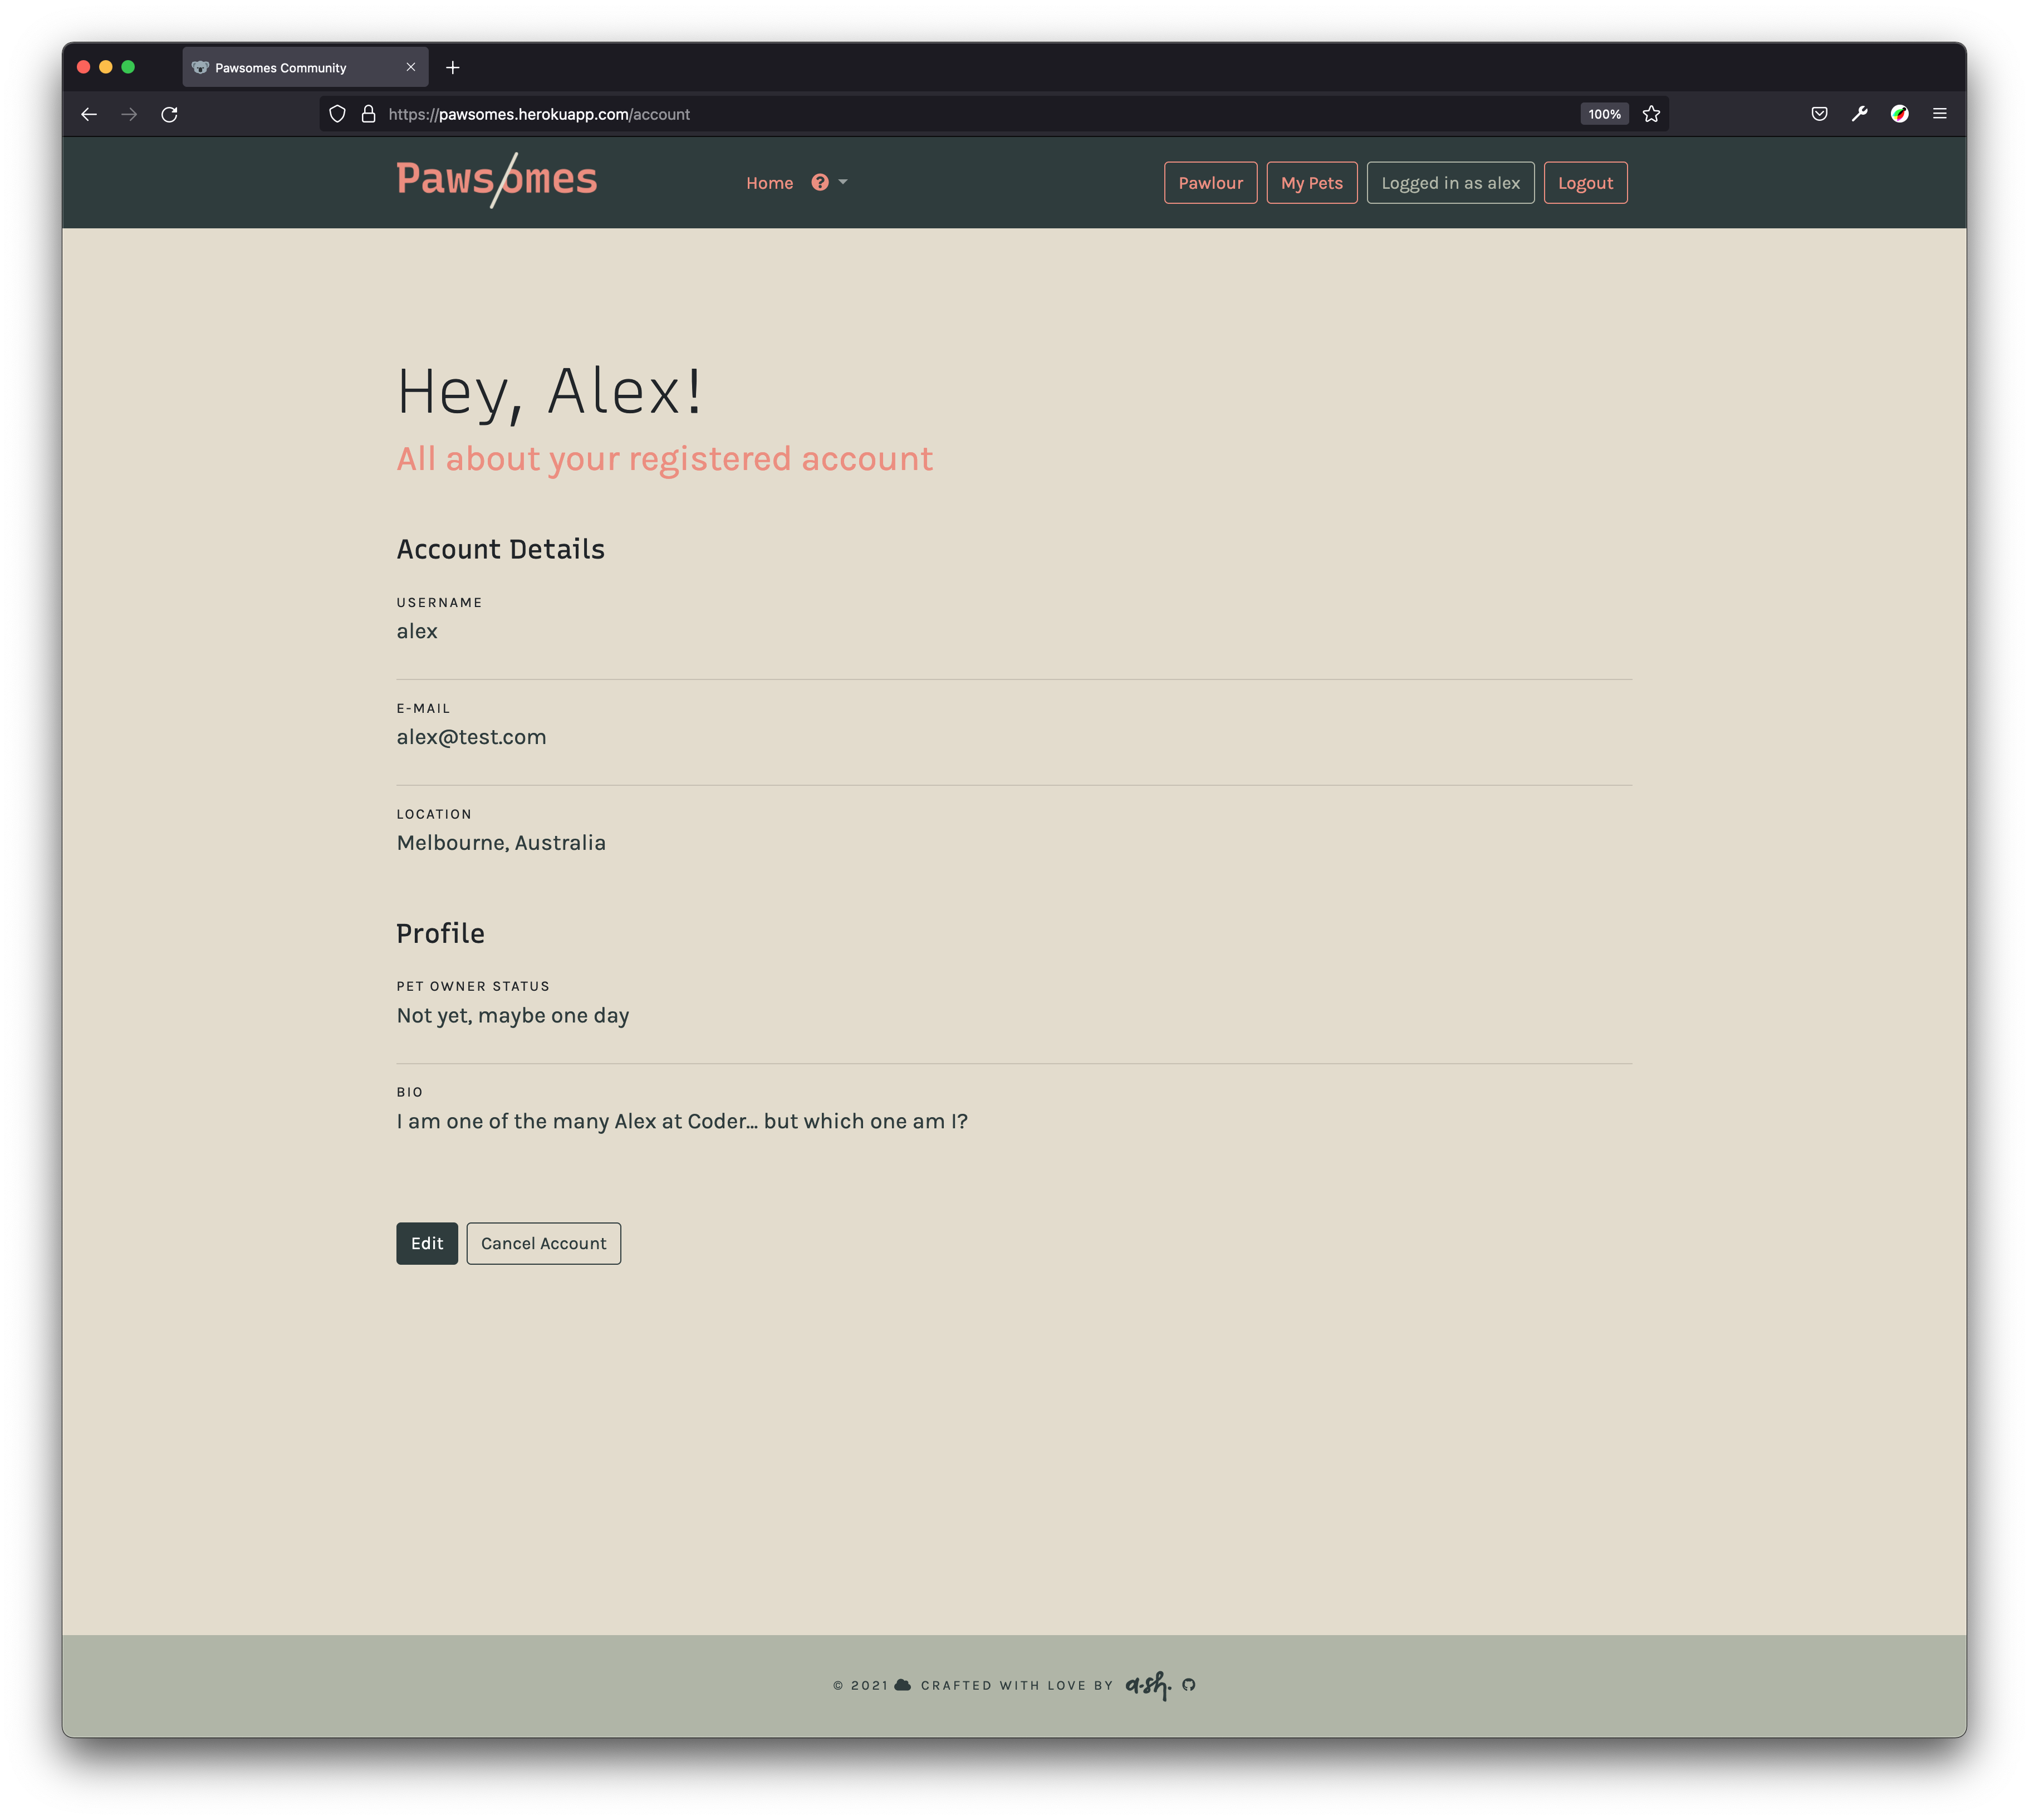 Pawsomes Community
https://pawsomes.herokuapp.com/account
100%
Pawsomes
Home
Pawlour
My Pets
Logged in as alex
Logout
Hey, Alex!
All about your registered account
Account Details
USERNAME
alex
E-MAIL
alex@test.com
LOCATION
Melbourne, Australia
Profile
PET OWNER STATUS
Not yet, maybe one day
BIO
I am one of the many Alex at Coder... but which one am I?
Edit
Cancel Account
© 2021 CRAFTED WITH LOVE BY a.sh.